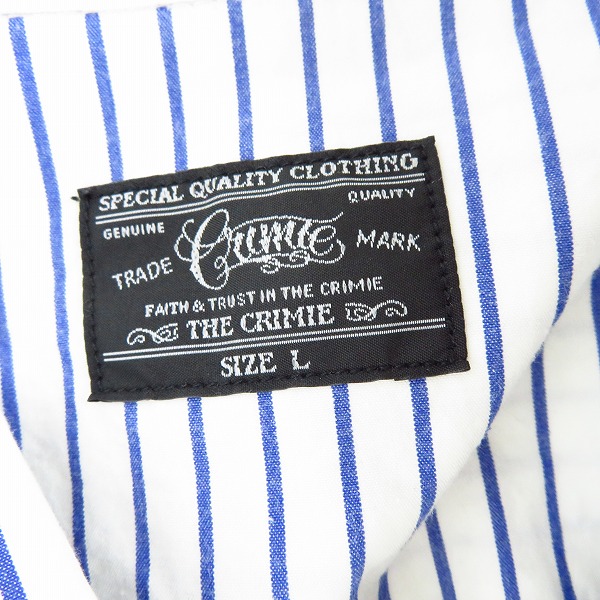 SPECIAL QUALITY CLOTHING
GENUINE QUALITY
TRADE Crimie MARK
FAITH & TRUST IN THE CRIMIE
THE CRIMIE
SIZE L